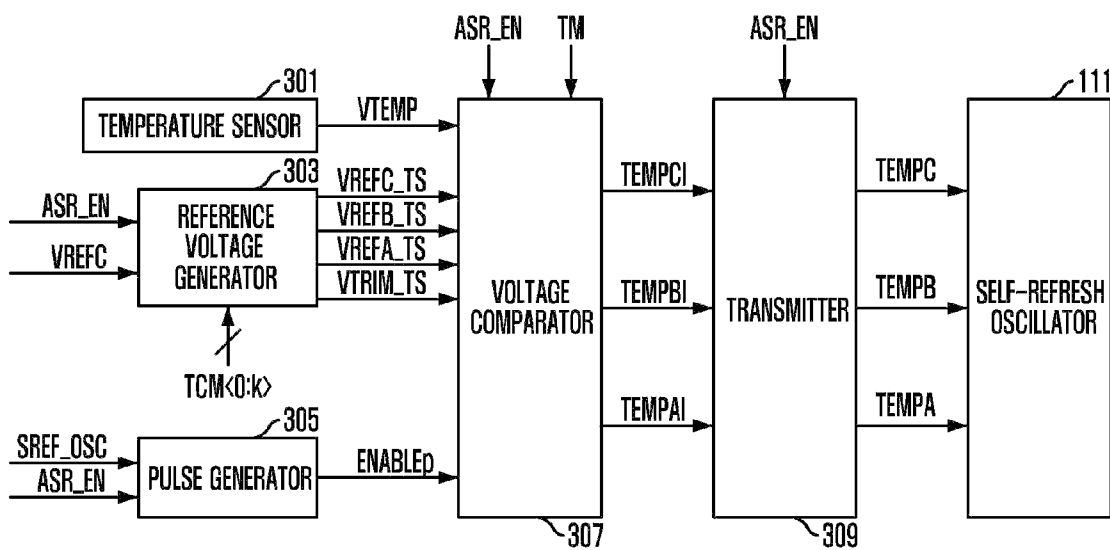 ASR_EN
TM
ASR_EN
301
111
TEMPERATURE SENSOR
VTEMP
303
ASR_EN
VREFC
REFERENCE
VOLTAGE
GENERATOR
VREFC_TS
VREFB_TS
VREFA_TS
VTRIM_TS
TCM<0:k>
305
SREF_OSC
ASR_EN
PULSE GENERATOR
ENABLEp
VOLTAGE
COMPARATOR
307
TEMPCI
TEMPBI
TEMPAI
TRANSMITTER
309
TEMPC
TEMPB
TEMPA
SELF-REFRESH
OSCILLATOR